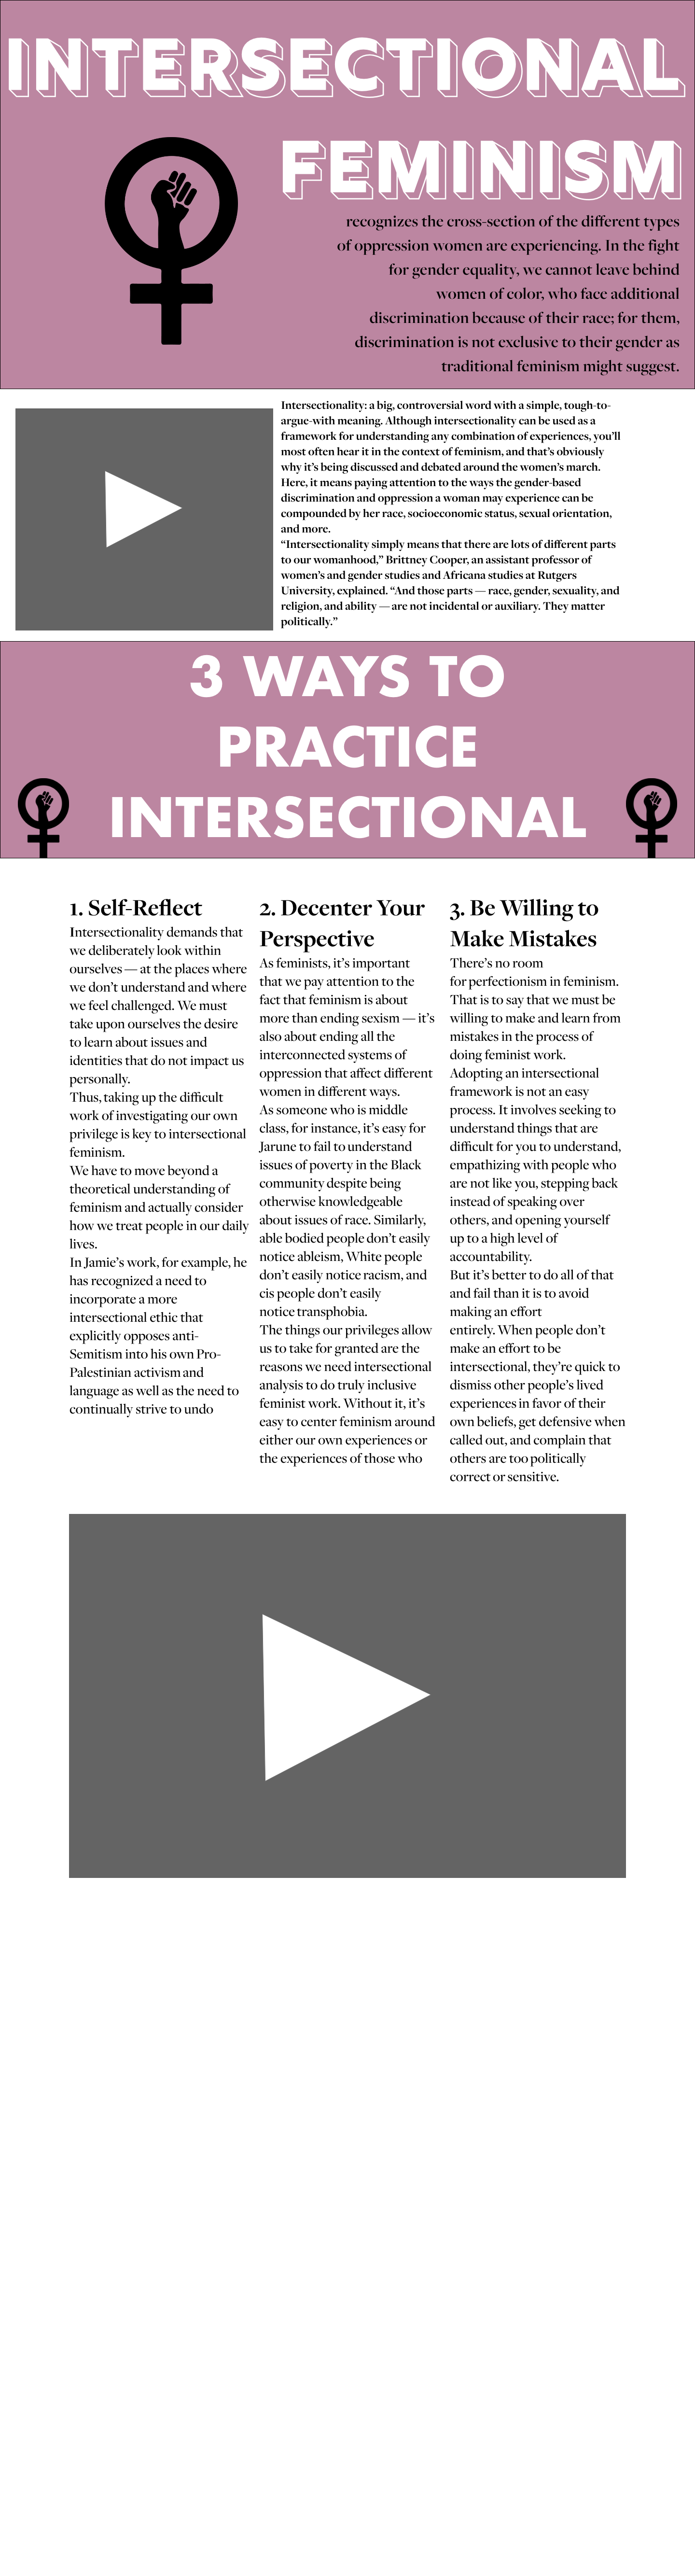 INTERSECTIONAL
FEMINISM
recognizes the cross-section of the different types
of oppression women are experiencing. In the fight
for gender equality, we cannot leave behind
women of color, who face additional
discrimination because of their race; for them,
discrimination is not exclusive to their gender as
traditional feminism might suggest.
Intersectionality: a big, controversial word with a simple, tough-to-
argue-with meaning. Although intersectionality can be used as a
framework for understanding any combination of experiences, you’ll
most often hear it in the context of feminism, and that’s obviously
why it’s being discussed and debated around the women’s march.
Here, it means paying attention to the ways the gender-based
discrimination and oppression a woman may experience can be
compounded by her race, socioeconomic status, sexual orientation,
and more.
“Intersectionality simply means that there are lots of different parts
to our womanhood,” Brittney Cooper, an assistant professor of
women’s and gender studies and Africana studies at Rutgers
University, explained. “And those parts — race, gender, sexuality, and
religion, and ability — are not incidental or auxiliary. They matter
politically.”
3 WAYS TO
PRACTICE
INTERSECTIONAL
1. Self-Reflect
Intersectionality demands that
we deliberately look within
ourselves — at the places where
we don’t understand and where
we feel challenged. We must
take upon ourselves the desire
to learn about issues and
identities that do not impact us
personally.
Thus, taking up the difficult
work of investigating our own
privilege is key to intersectional
feminism.
We have to move beyond a
theoretical understanding of
feminism and actually consider
how we treat people in our daily
lives.
In Jamie’s work, for example, he
has recognized a need to
incorporate a more
intersectional ethic that
explicitly opposes anti-
Semitism into his own Pro-
Palestinian activism and
language as well as the need to
continually strive to undo
2. Decenter Your
Perspective
As feminists, it’s important
that we pay attention to the
fact that feminism is about
more than ending sexism — it’s
also about ending all the
interconnected systems of
oppression that affect different
women in different ways.
As someone who is middle
class, for instance, it’s easy for
Jarune to fail to understand
issues of poverty in the Black
community despite being
otherwise knowledgeable
about issues of race. Similarly,
able bodied people don’t easily
notice ableism, White people
don’t easily notice racism, and
cis people don’t easily
notice transphobia.
The things our privileges allow
us to take for granted are the
reasons we need intersectional
analysis to do truly inclusive
feminist work. Without it, it’s
easy to center feminism around
either our own experiences or
the experiences of those who
3. Be Willing to
Make Mistakes
There’s no room
for perfectionism in feminism.
That is to say that we must be
willing to make and learn from
mistakes in the process of
doing feminist work.
Adopting an intersectional
framework is not an easy
process. It involves seeking to
understand things that are
difficult for you to understand,
empathizing with people who
are not like you, stepping back
instead of speaking over
others, and opening yourself
up to a high level of
accountability.
But it’s better to do all of that
and fail than it is to avoid
making an effort
entirely. When people don’t
make an effort to be
intersectional, they’re quick to
dismiss other people’s lived
experiences in favor of their
own beliefs, get defensive when
called out, and complain that
others are too politically
correct or sensitive.